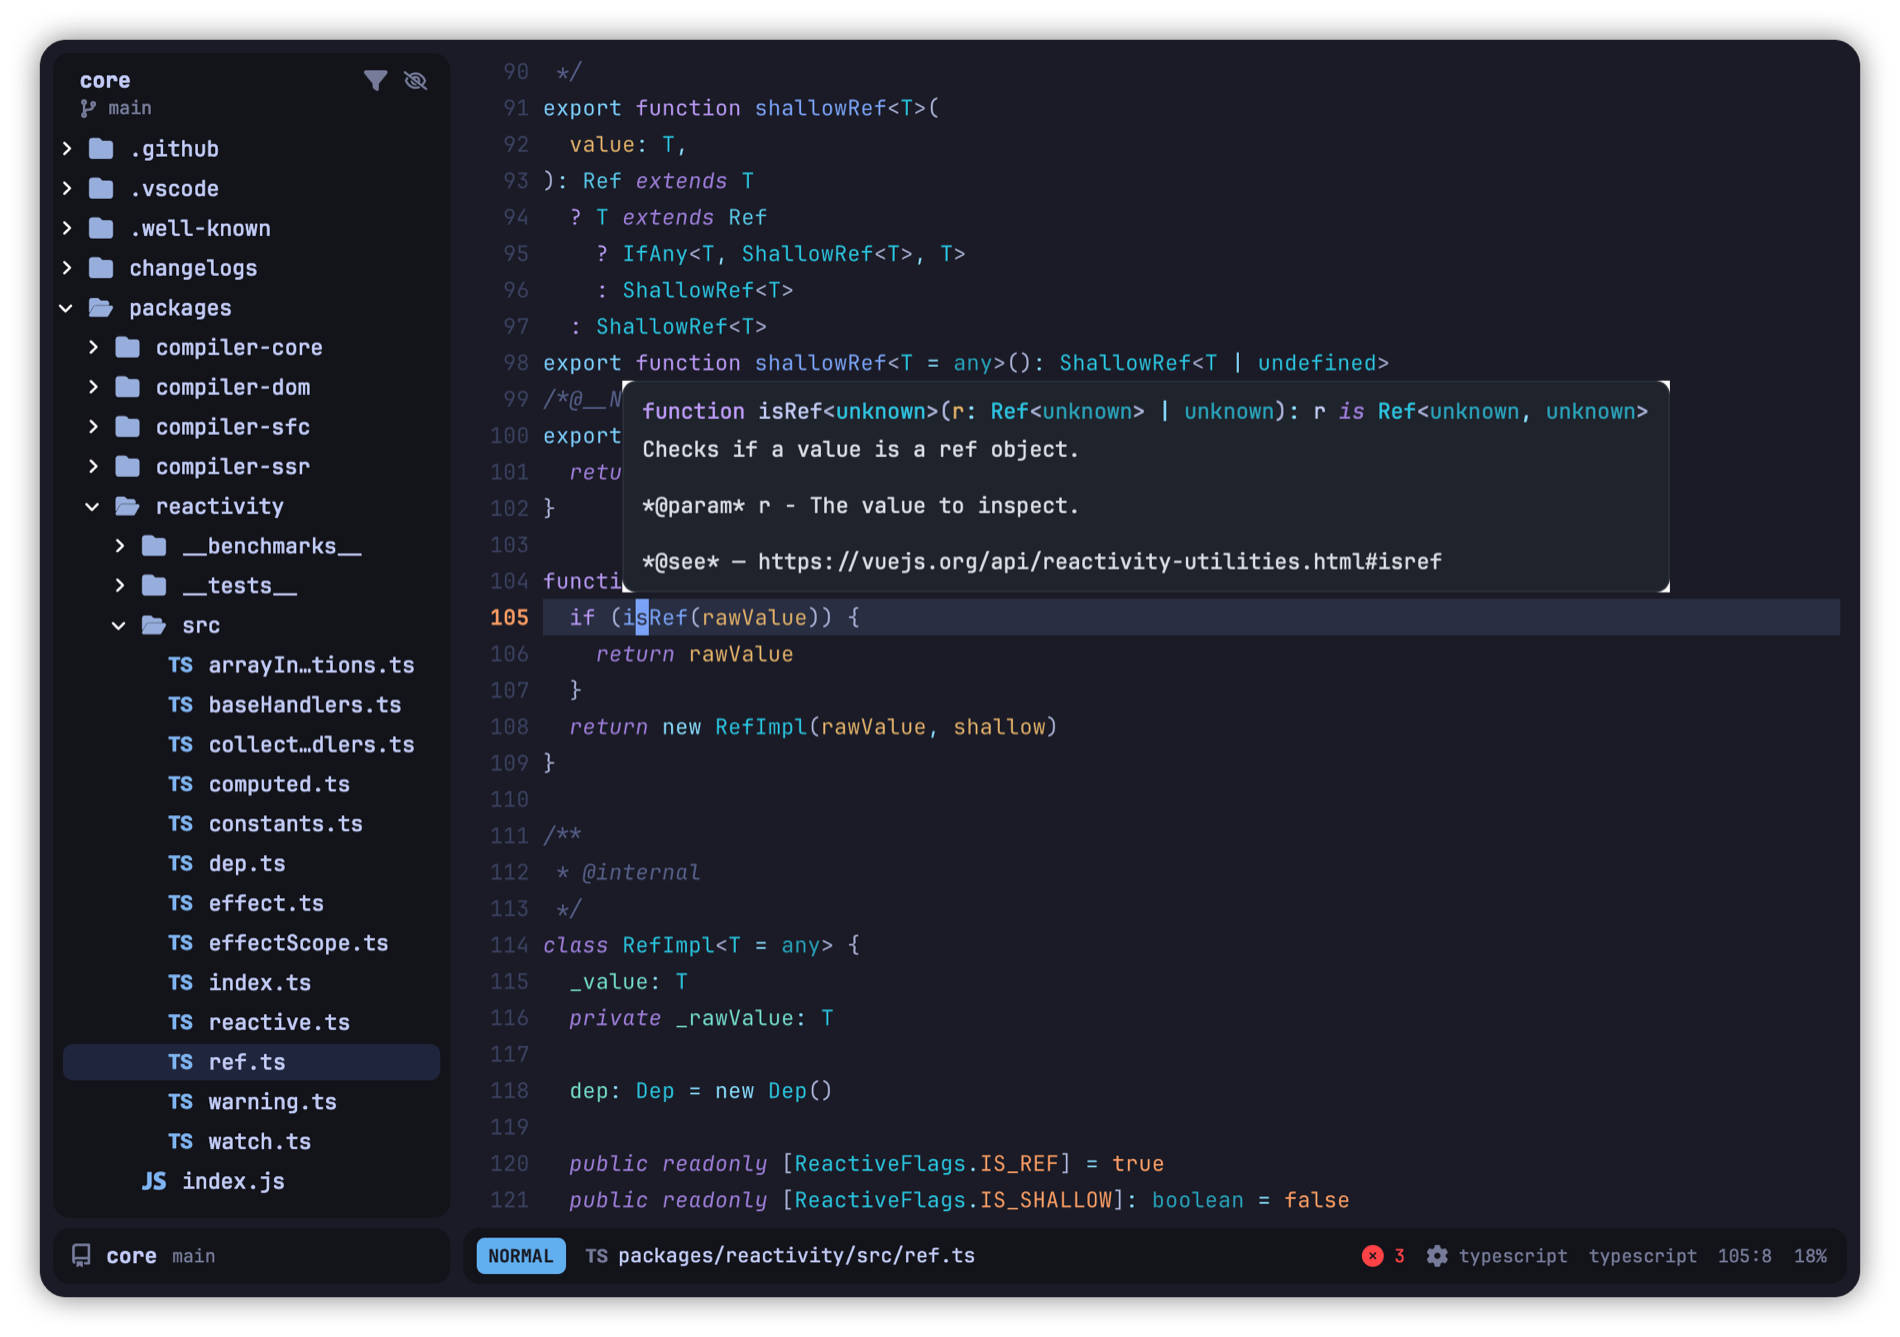 core
main
.github
.vscode
.well-known
changelogs
packages
compiler-core
compiler-dom
compiler-sfc
compiler-ssr
reactivity
__benchmarks__
__tests__
src
TS arrayIn…tions.ts
TS baseHandlers.ts
TS collect…dlers.ts
TS computed.ts
TS constants.ts
TS dep.ts
TS effect.ts
TS effectScope.ts
TS index.ts
TS reactive.ts
TS ref.ts
TS warning.ts
TS watch.ts
JS index.js
core main
90  */
91 export function shallowRef<T>(
92   value: T,
93 ): Ref extends T
94   ? T extends Ref
95     ? IfAny<T, ShallowRef<T>, T>
96     : ShallowRef<T>
97   : ShallowRef<T>
98 export function shallowRef<T = any>(): ShallowRef<T | undefined>
99 /*@__N
function isRef<unknown>(r: Ref<unknown> | unknown): r is Ref<unknown, unknown>
100 export
Checks if a value is a ref object.
101   retu
102 }
*@param* r - The value to inspect.
103
*@see* — https://vuejs.org/api/reactivity-utilities.html#isref
104 functi
105   if (isRef(rawValue)) {
106     return rawValue
107   }
108   return new RefImpl(rawValue, shallow)
109 }
110
111 /**
112  * @internal
113  */
114 class RefImpl<T = any> {
115   _value: T
116   private _rawValue: T
117
118   dep: Dep = new Dep()
119
120   public readonly [ReactiveFlags.IS_REF] = true
121   public readonly [ReactiveFlags.IS_SHALLOW]: boolean = false
NORMAL TS packages/reactivity/src/ref.ts 3 typescript typescript 105:8 18%